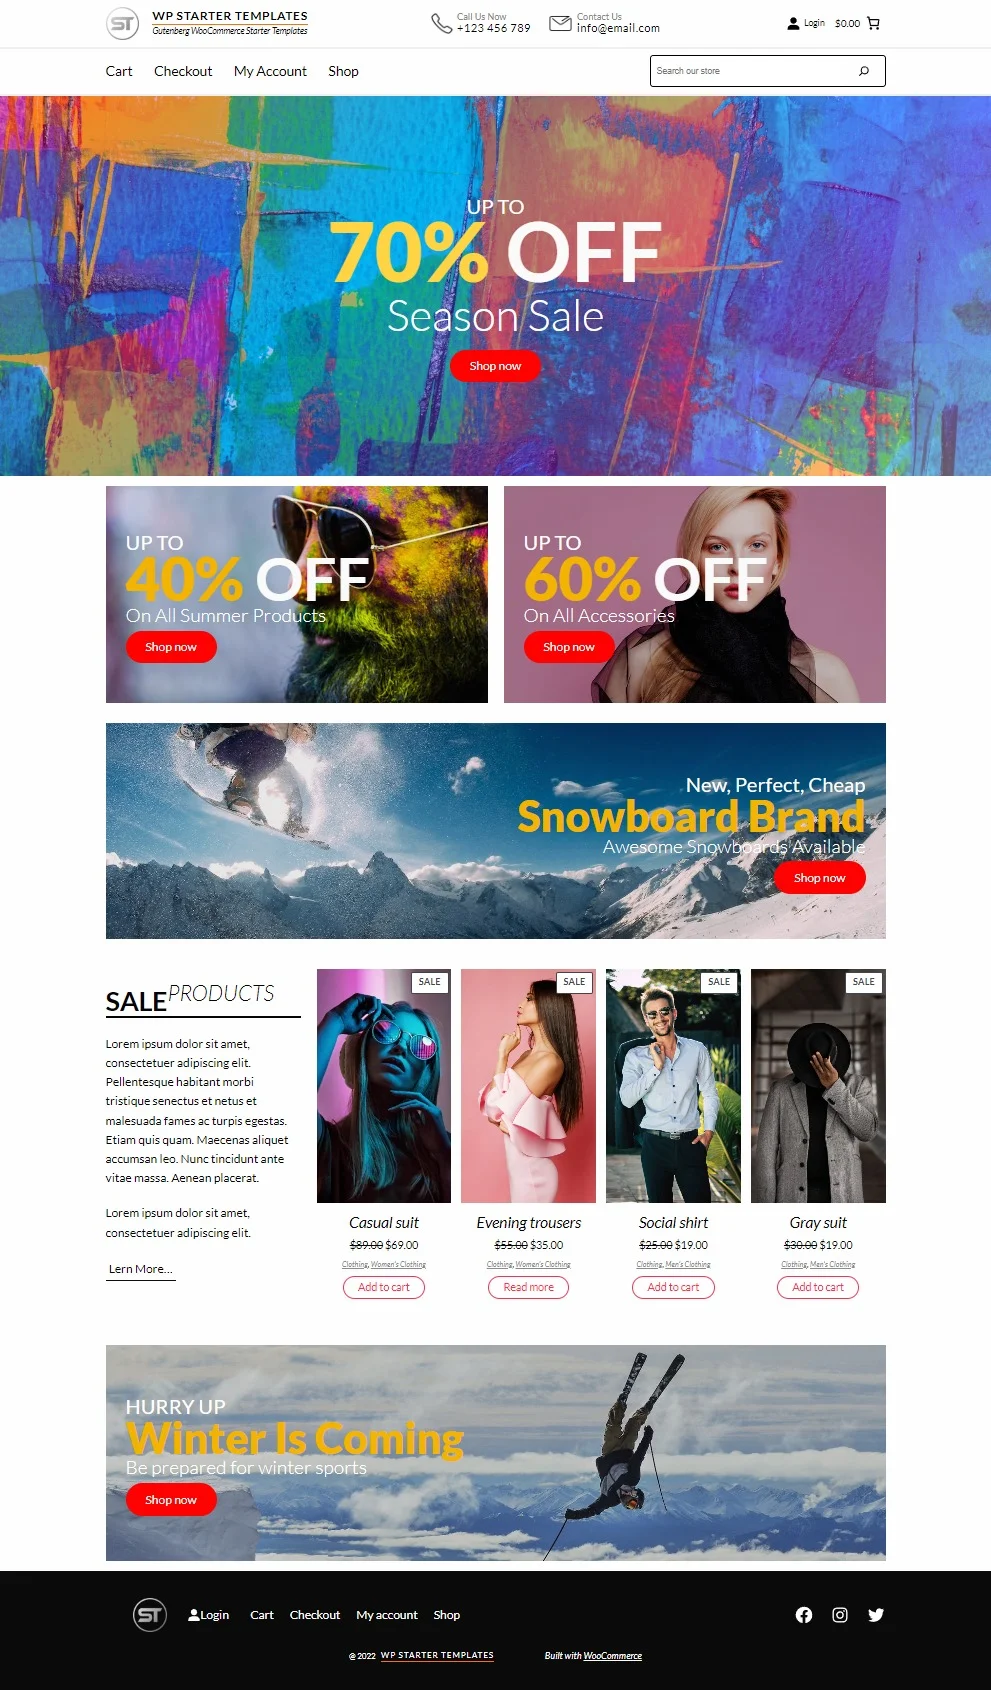 ST
WP STARTER TEMPLATES
Gutenberg WooCommerce Starter Templates
Call Us Now
+123 456 789
Contact Us
info@email.com
Login
$0.00
Cart
Checkout
My Account
Shop
Search our store
UP TO
70% OFF
Season Sale
Shop now
UP TO
40% OFF
On All Summer Products
Shop now
UP TO
60% OFF
On All Accessories
Shop now
New, Perfect, Cheap
Snowboard Brand
Awesome Snowboards Available
Shop now
SALE PRODUCTS
Lorem ipsum dolor sit amet,
consectetuer adipiscing elit.
Pellentesque habitant morbi
tristique senectus et netus et
malesuada fames ac turpis egestas.
Etiam quis quam. Maecenas aliquet
accumsan leo. Nunc tincidunt ante
vitae massa. Aenean placerat.
Lorem ipsum dolor sit amet,
consectetuer adipiscing elit.
Lern More...
SALE
Casual suit
$89.00 $69.00
Clothing, Women's Clothing
Add to cart
SALE
Evening trousers
$55.00 $35.00
Clothing, Women's Clothing
Read more
SALE
Social shirt
$25.00 $19.00
Clothing, Men's Clothing
Add to cart
SALE
Gray suit
$30.00 $19.00
Clothing, Men's Clothing
Add to cart
HURRY UP
Winter Is Coming
Be prepared for winter sports
Shop now
ST
Login
Cart
Checkout
My account
Shop
@ 2022 WP STARTER TEMPLATES
Built with WooCommerce